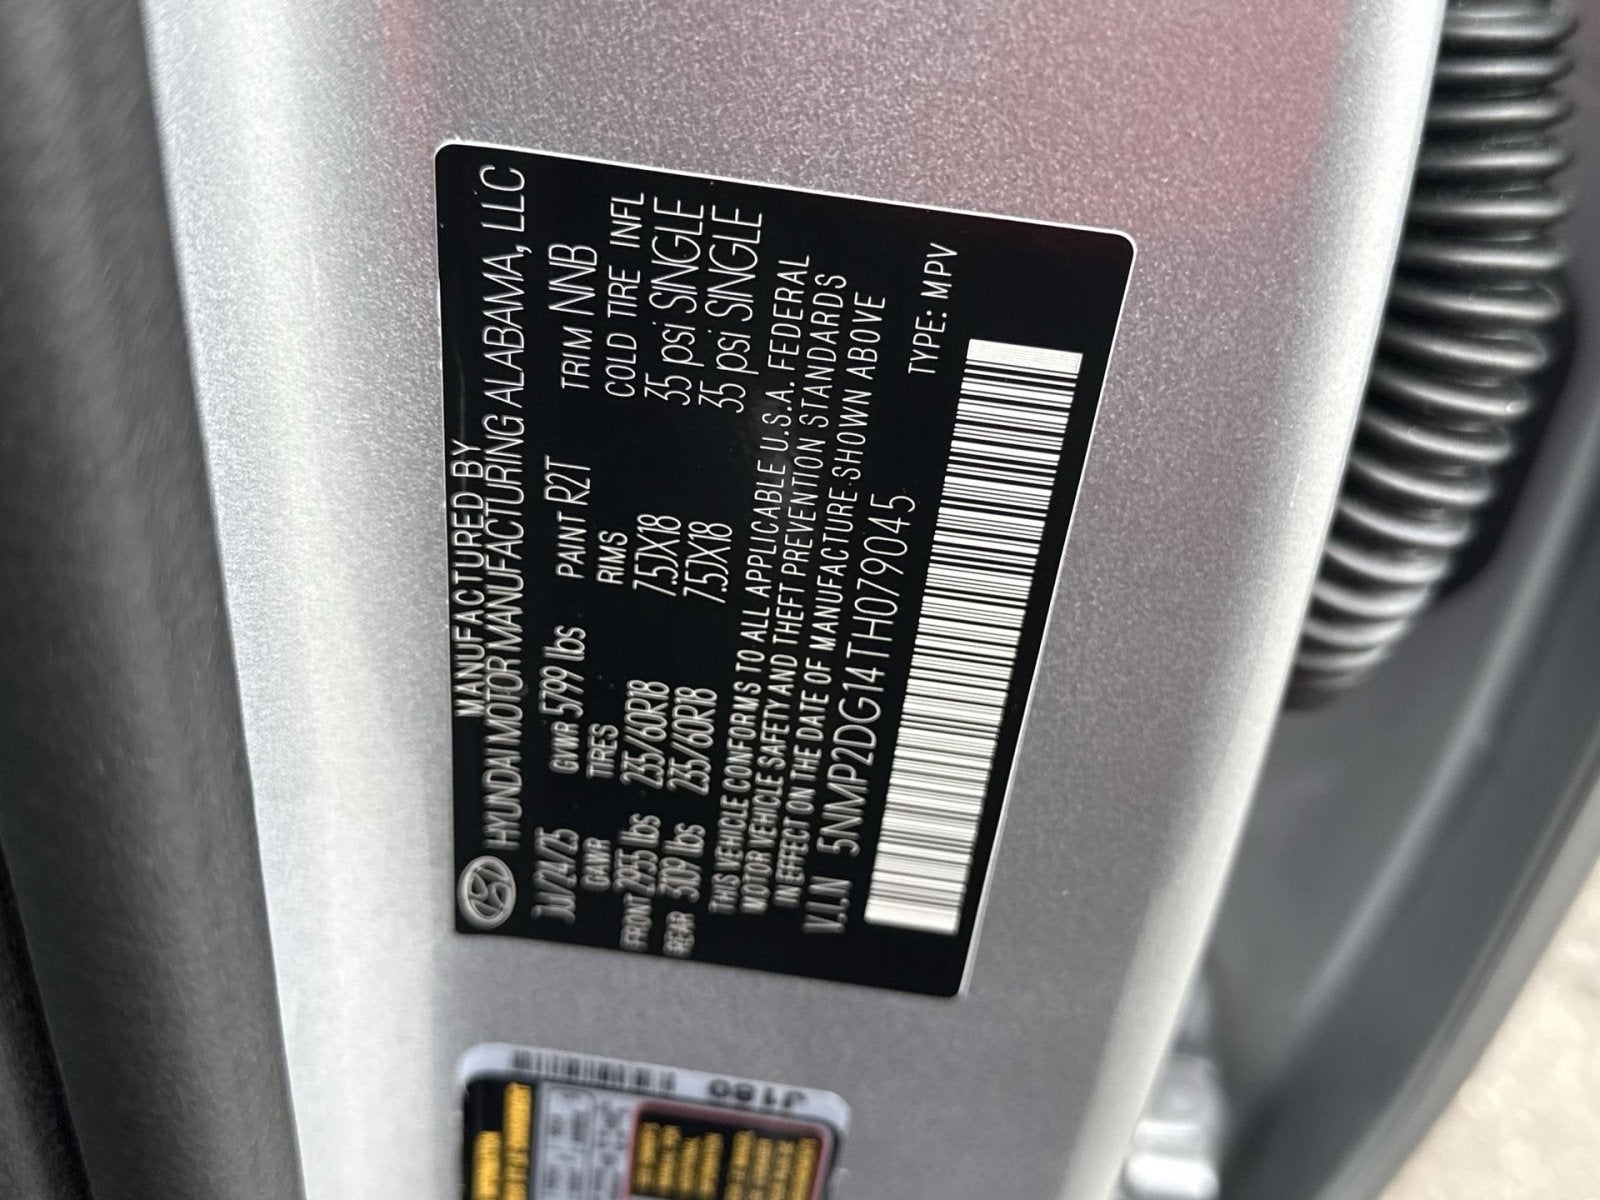 MANUFACTURED BY
HYUNDAI MOTOR MANUFACTURING ALABAMA, LLC
Jul/24/25 GVWR 5799 lbs PAINT R2T TRIM NNB
GAWR TIRES RIMS COLD TIRE INFL
FRONT 2955 lbs 235/60R18 7.5JX18 35 psi SINGLE
REAR 3109 lbs 235/60R18 7.5JX18 35 psi SINGLE
THIS VEHICLE CONFORMS TO ALL APPLICABLE U.S.A. FEDERAL
MOTOR VEHICLE SAFETY AND THEFT PREVENTION STANDARDS
IN EFFECT ON THE DATE OF MANUFACTURE SHOWN ABOVE
V.I.N 5NMP2DG14TH079045 TYPE: MPV
J180